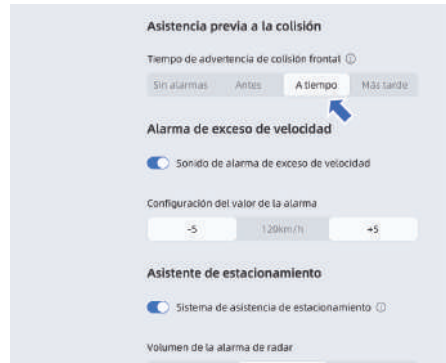 Asistencia previa a la colisión
Tiempo de advertencia de colisión frontal
Sin alarmas Antes A tiempo Más tarde
Alarma de exceso de velocidad
Sonido de alarma de exceso de velocidad
Configuración del valor de la alarma
-5 120km/h +5
Asistente de estacionamiento
Sistema de asistencia de estacionamiento
Volumen de la alarma de radar